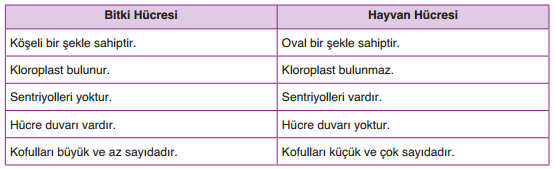 Bitki Hücresi Hayvan Hücresi
Köşeli bir şekle sahiptir. Oval bir şekle sahiptir.
Kloroplast bulunur. Kloroplast bulunmaz.
Sentriyolleri yoktur. Sentriyolleri vardır.
Hücre duvarı vardır. Hücre duvarı yoktur.
Kofulları büyük ve az sayıdadır. Kofulları küçük ve çok sayıdadır.